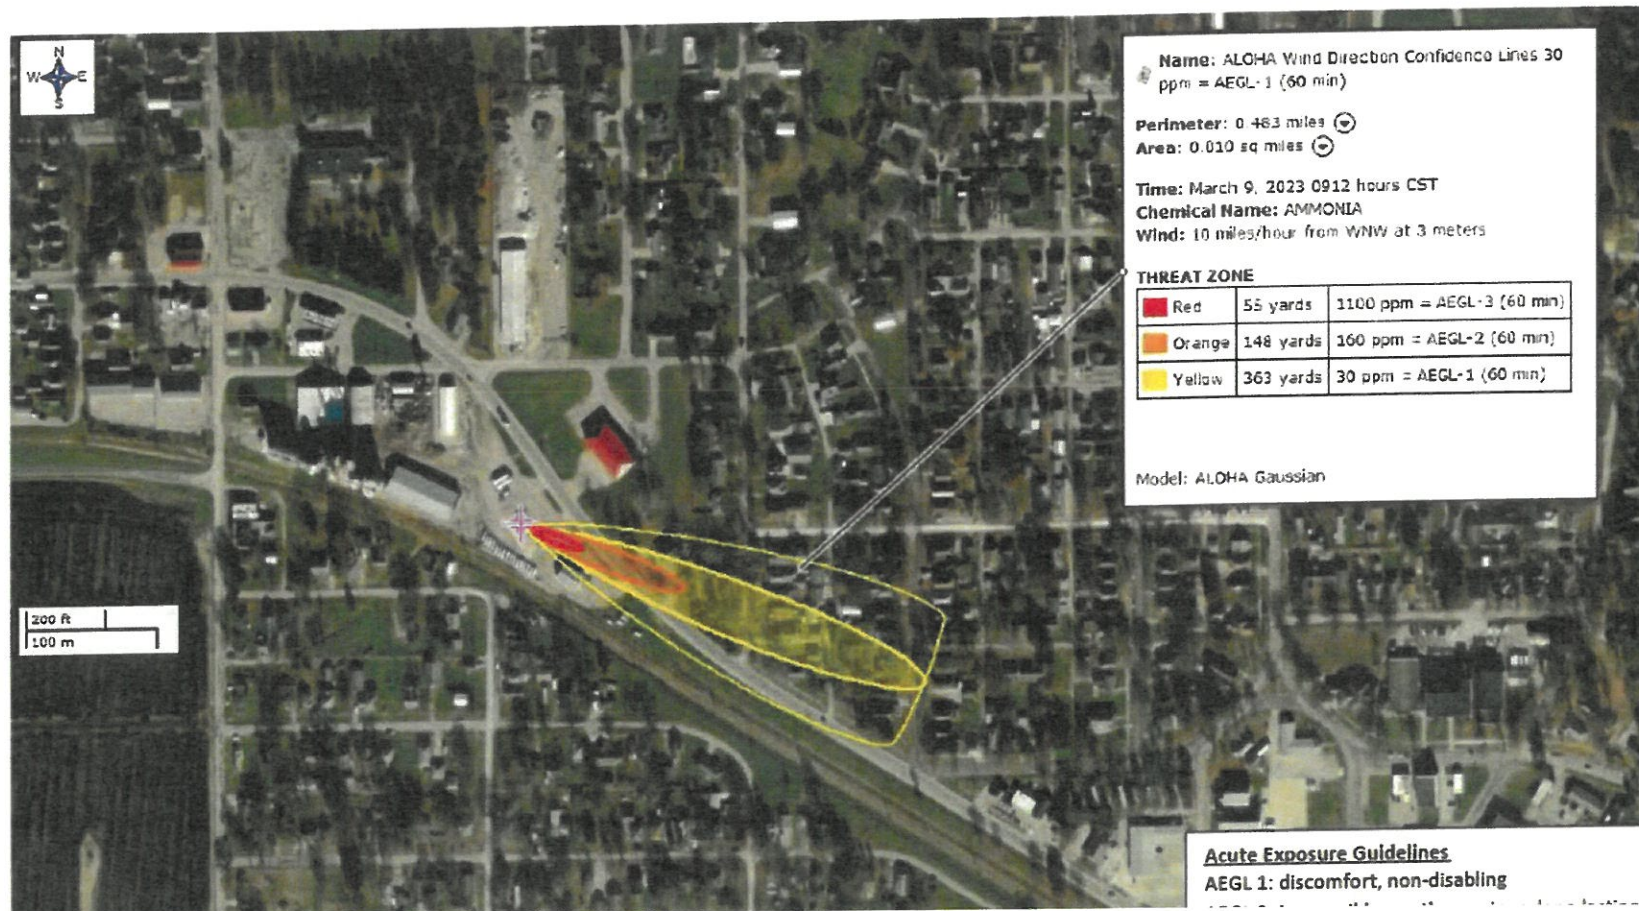 N
W E
S
Name: ALOHA Wind Direction Confidence Lines 30
ppm = AEGL-1 (60 min)
Perimeter: 0.483 miles
Area: 0.010 sq miles
Time: March 9, 2023 0912 hours CST
Chemical Name: AMMONIA
Wind: 10 miles/hour from WNW at 3 meters
THREAT ZONE
Red 55 yards 1100 ppm = AEGL-3 (60 min)
Orange 148 yards 160 ppm = AEGL-2 (60 min)
Yellow 363 yards 30 ppm = AEGL-1 (60 min)
Model: ALOHA Gaussian
200 ft
100 m
Acute Exposure Guidelines
AEGL 1: discomfort, non-disabling